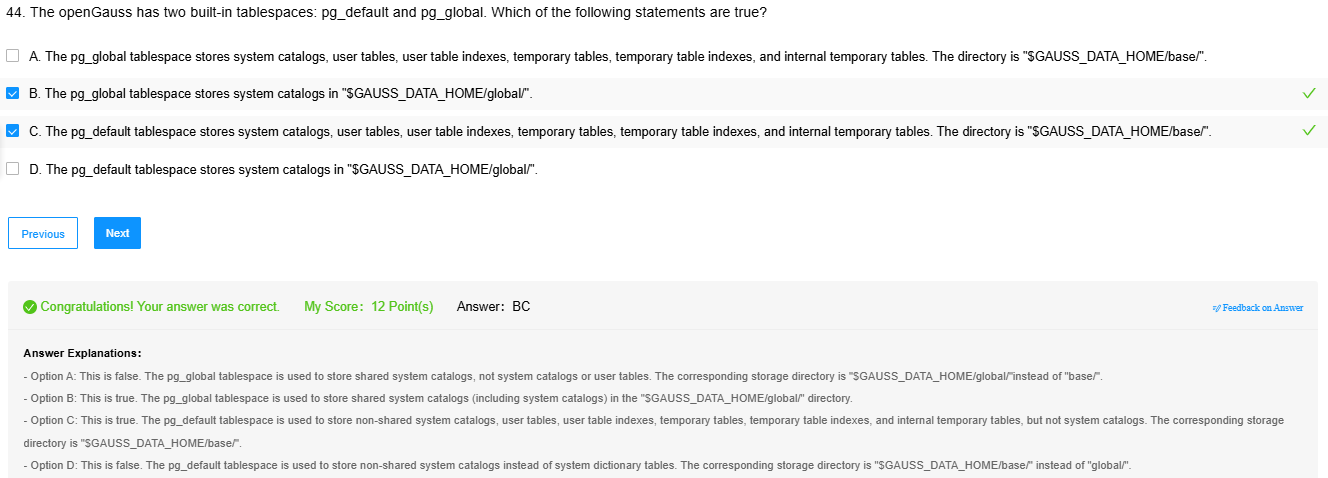 44. The openGauss has two built-in tablespaces: pg_default and pg_global. Which of the following statements are true?
A. The pg_global tablespace stores system catalogs, user tables, user table indexes, temporary tables, temporary table indexes, and internal temporary tables. The directory is "$GAUSS_DATA_HOME/base/".
B. The pg_global tablespace stores system catalogs in "$GAUSS_DATA_HOME/global/".
C. The pg_default tablespace stores system catalogs, user tables, user table indexes, temporary tables, temporary table indexes, and internal temporary tables. The directory is "$GAUSS_DATA_HOME/base/".
D. The pg_default tablespace stores system catalogs in "$GAUSS_DATA_HOME/global/".
Previous Next
Congratulations! Your answer was correct. My Score: 12 Point(s) Answer: BC Feedback on Answer
Answer Explanations:
- Option A: This is false. The pg_global tablespace is used to store shared system catalogs, not system catalogs or user tables. The corresponding storage directory is "$GAUSS_DATA_HOME/global/"instead of "base/".
- Option B: This is true. The pg_global tablespace is used to store shared system catalogs (including system catalogs) in the "$GAUSS_DATA_HOME/global/" directory.
- Option C: This is true. The pg_default tablespace is used to store non-shared system catalogs, user tables, user table indexes, temporary tables, temporary table indexes, and internal temporary tables, but not system catalogs. The corresponding storage
directory is "$GAUSS_DATA_HOME/base/".
- Option D: This is false. The pg_default tablespace is used to store non-shared system catalogs instead of system dictionary tables. The corresponding storage directory is "$GAUSS_DATA_HOME/base/" instead of "global/".